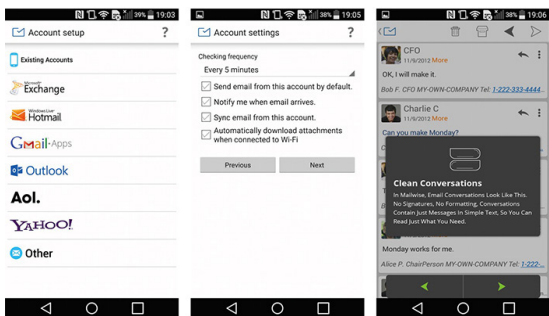 39% 19:03
Account setup ?
Existing Accounts
Microsoft
Exchange
Windows Live
Hotmail
GMail-Apps
Outlook
Aol.
YAHOO!
Other
38% 19:05
Account settings ?
Checking frequency
Every 5 minutes
Send email from this account by default.
Notify me when email arrives.
Sync email from this account.
Automatically download attachments
when connected to Wi-Fi
Previous Next
38% 19:06
CFO
11/9/2012 More
OK, I will make it.
Bob F. CFO MY-OWN-COMPANY Tel: 1-222-333-4444...
Charlie C
11/9/2012 More
Can you make Monday?
Clean Conversations
In Mailwise, Email Conversations Look Like This.
No Signatures, No Formatting, Conversations
Contain Just Messages In Simple Text, So You Can
Read Just What You Need.
Monday works for me.
Alice P. ChairPerson MY-OWN-COMPANY Tel: 1-222-...